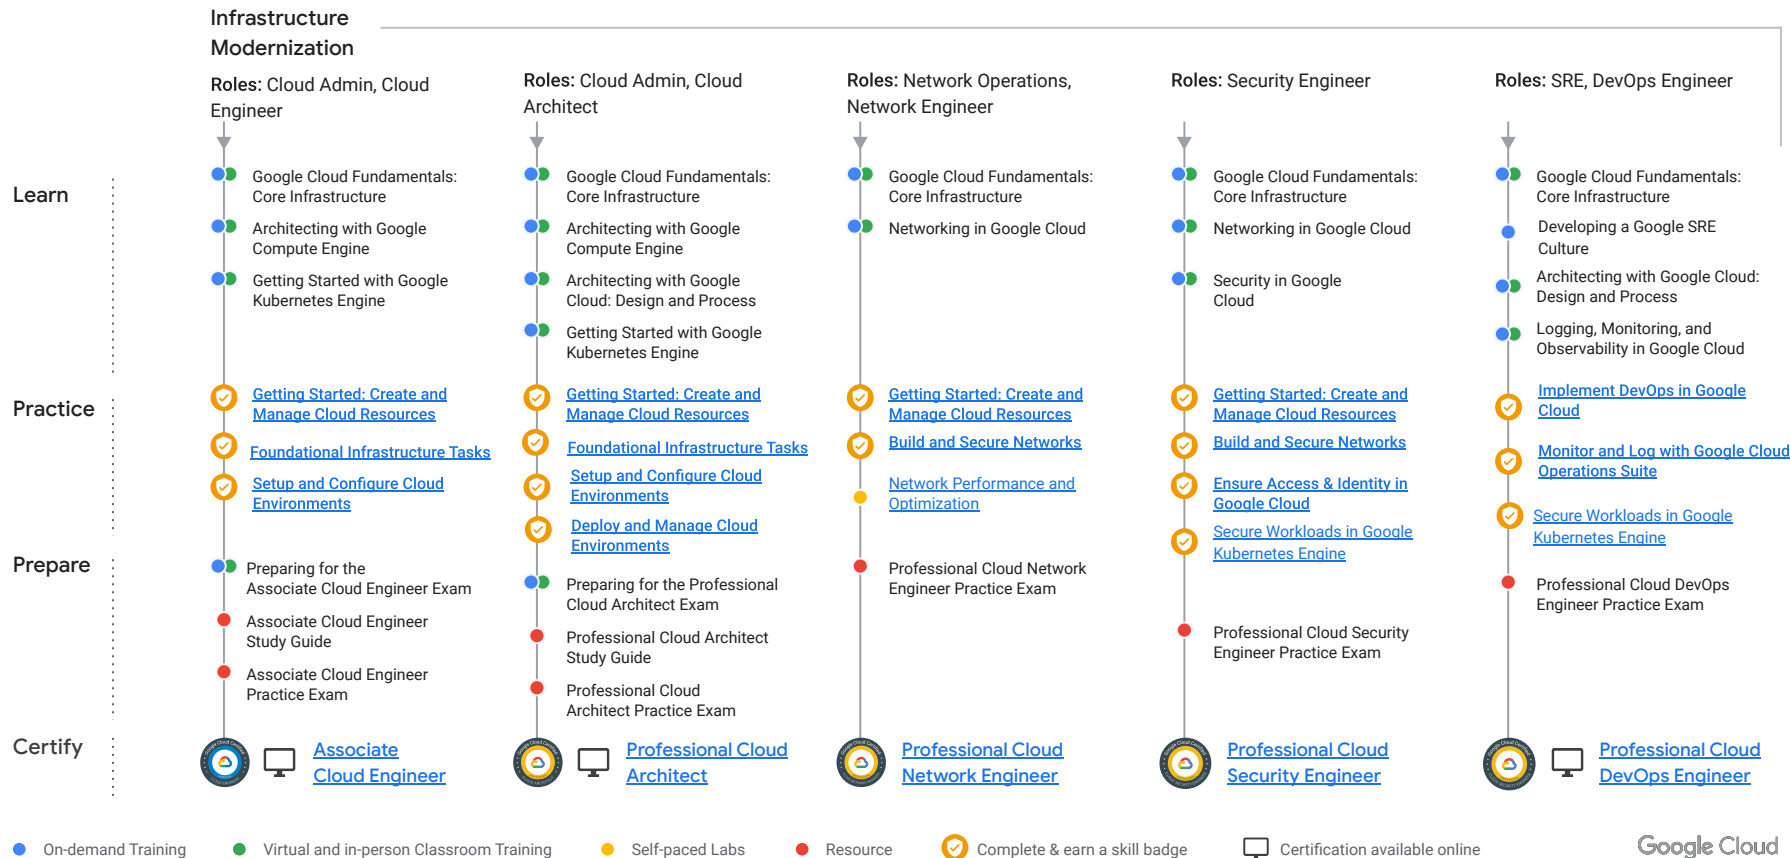 Infrastructure
Modernization
Roles: Cloud Admin, Cloud
Engineer
Roles: Cloud Admin, Cloud
Architect
Roles: Network Operations,
Network Engineer
Roles: Security Engineer
Roles: SRE, DevOps Engineer
Learn
Google Cloud Fundamentals:
Core Infrastructure
Architecting with Google
Compute Engine
Getting Started with Google
Kubernetes Engine
Google Cloud Fundamentals:
Core Infrastructure
Architecting with Google
Compute Engine
Architecting with Google
Cloud: Design and Process
Getting Started with Google
Kubernetes Engine
Google Cloud Fundamentals:
Core Infrastructure
Networking in Google Cloud
Google Cloud Fundamentals:
Core Infrastructure
Networking in Google Cloud
Security in Google
Cloud
Google Cloud Fundamentals:
Core Infrastructure
Developing a Google SRE
Culture
Architecting with Google Cloud:
Design and Process
Logging, Monitoring, and
Observability in Google Cloud
Practice
Getting Started: Create and
Manage Cloud Resources
Foundational Infrastructure Tasks
Setup and Configure Cloud
Environments
Getting Started: Create and
Manage Cloud Resources
Foundational Infrastructure Tasks
Setup and Configure Cloud
Environments
Deploy and Manage Cloud
Environments
Getting Started: Create and
Manage Cloud Resources
Build and Secure Networks
Network Performance and
Optimization
Getting Started: Create and
Manage Cloud Resources
Build and Secure Networks
Ensure Access & Identity in
Google Cloud
Secure Workloads in Google
Kubernetes Engine
Implement DevOps in Google
Cloud
Monitor and Log with Google Cloud
Operations Suite
Secure Workloads in Google
Kubernetes Engine
Prepare
Preparing for the
Associate Cloud Engineer Exam
Associate Cloud Engineer
Study Guide
Associate Cloud Engineer
Practice Exam
Preparing for the Professional
Cloud Architect Exam
Professional Cloud Architect
Study Guide
Professional Cloud
Architect Practice Exam
Professional Cloud Network
Engineer Practice Exam
Professional Cloud Security
Engineer Practice Exam
Professional Cloud DevOps
Engineer Practice Exam
Certify
Associate
Cloud Engineer
Professional Cloud
Architect
Professional Cloud
Network Engineer
Professional Cloud
Security Engineer
Professional Cloud
DevOps Engineer
On-demand Training
Virtual and in-person Classroom Training
Self-paced Labs
Resource
Complete & earn a skill badge
Certification available online
Google Cloud